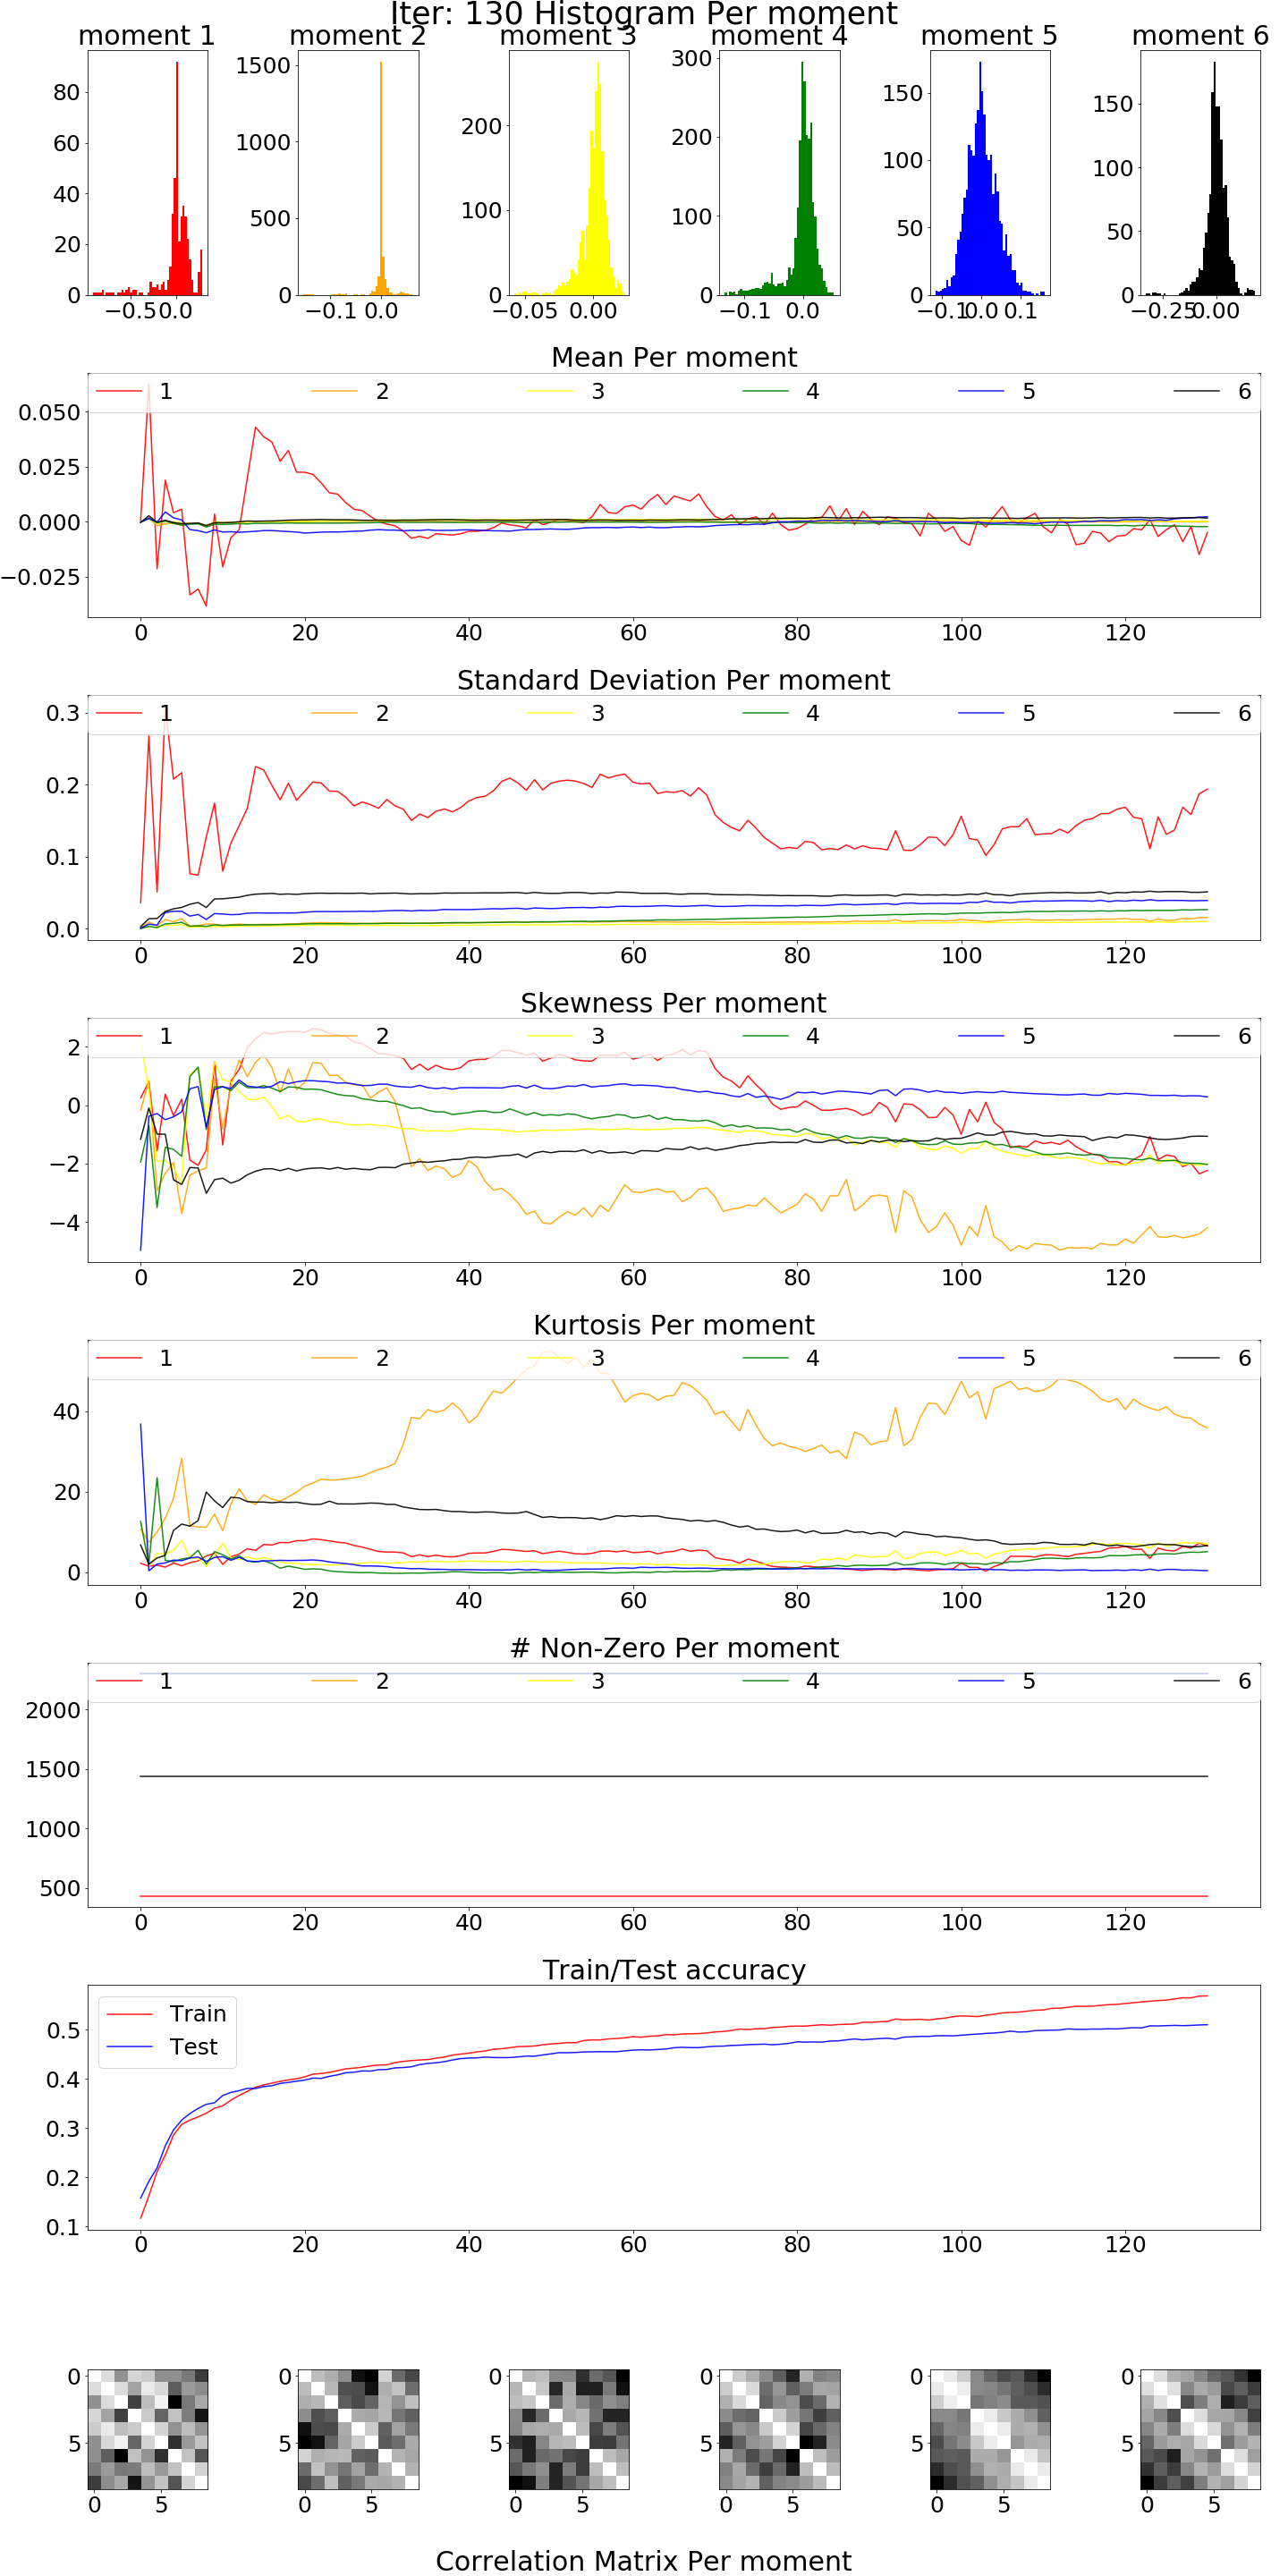 Iter: 130 Histogram Per moment
moment 1 moment 2 moment 3 moment 4 moment 5 moment 6
80
60
40
20
0
−0.5 0.0
1500
1000
500
0
−0.1 0.0
200
100
0
−0.05 0.00
300
200
100
0
−0.1 0.0
150
100
50
0
−0.1 0.0 0.1
150
100
50
0
−0.25 0.00
Mean Per moment
1 2 3 4 5 6
0.050
0.025
0.000
−0.025
0 20 40 60 80 100 120
Standard Deviation Per moment
1 2 3 4 5 6
0.3
0.2
0.1
0.0
0 20 40 60 80 100 120
Skewness Per moment
1 2 3 4 5 6
2
0
−2
−4
0 20 40 60 80 100 120
Kurtosis Per moment
1 2 3 4 5 6
40
20
0
0 20 40 60 80 100 120
# Non-Zero Per moment
1 2 3 4 5 6
2000
1500
1000
500
0 20 40 60 80 100 120
Train/Test accuracy
Train
Test
0.5
0.4
0.3
0.2
0.1
0 20 40 60 80 100 120
0 0 0 0 0 0
5 5 5 5 5 5
0 5 0 5 0 5 0 5 0 5 0 5
Correlation Matrix Per moment